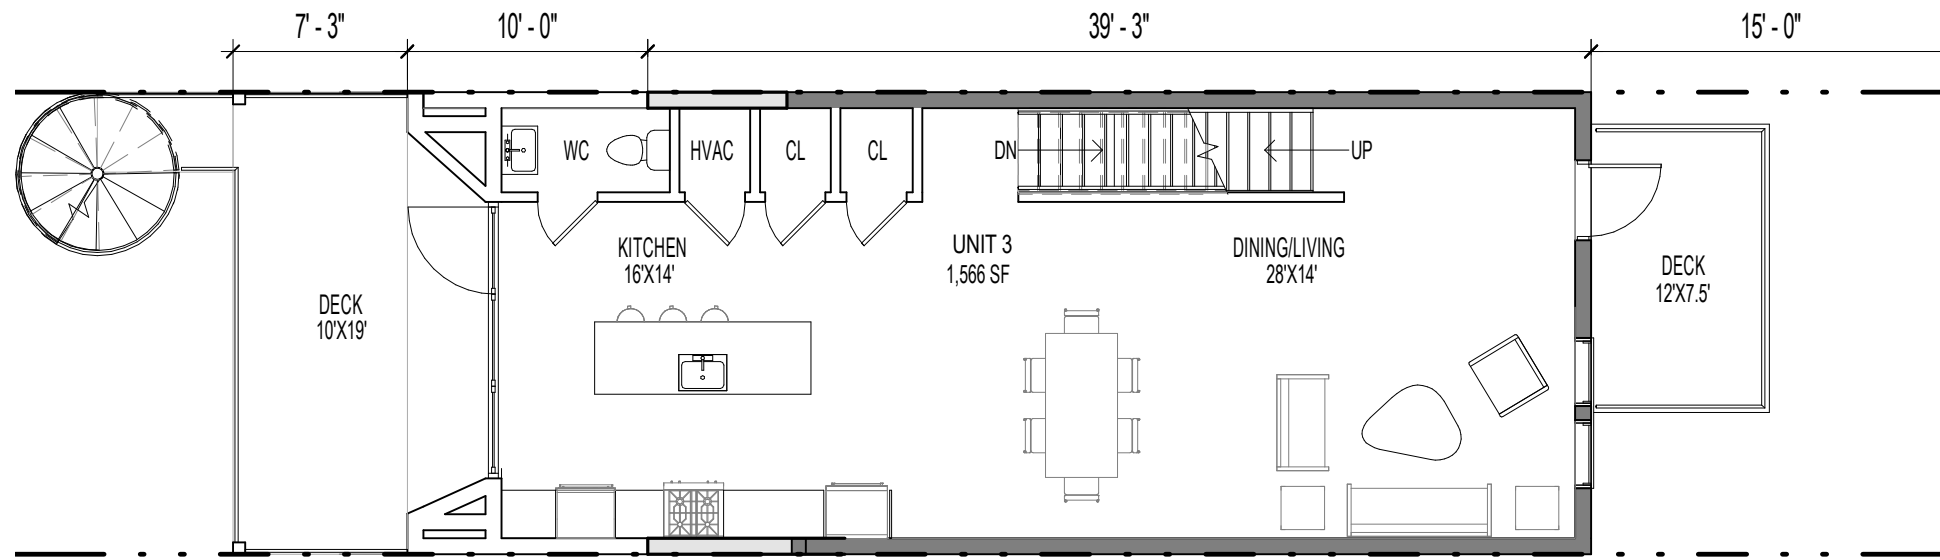 7' - 3"
10' - 0"
39' - 3"
15' - 0"
WC
HVAC
CL
CL
DN
UP
KITCHEN
16'X14'
UNIT 3
1,566 SF
DINING/LIVING
28'X14'
DECK
12'X7.5'
DECK
10'X19'